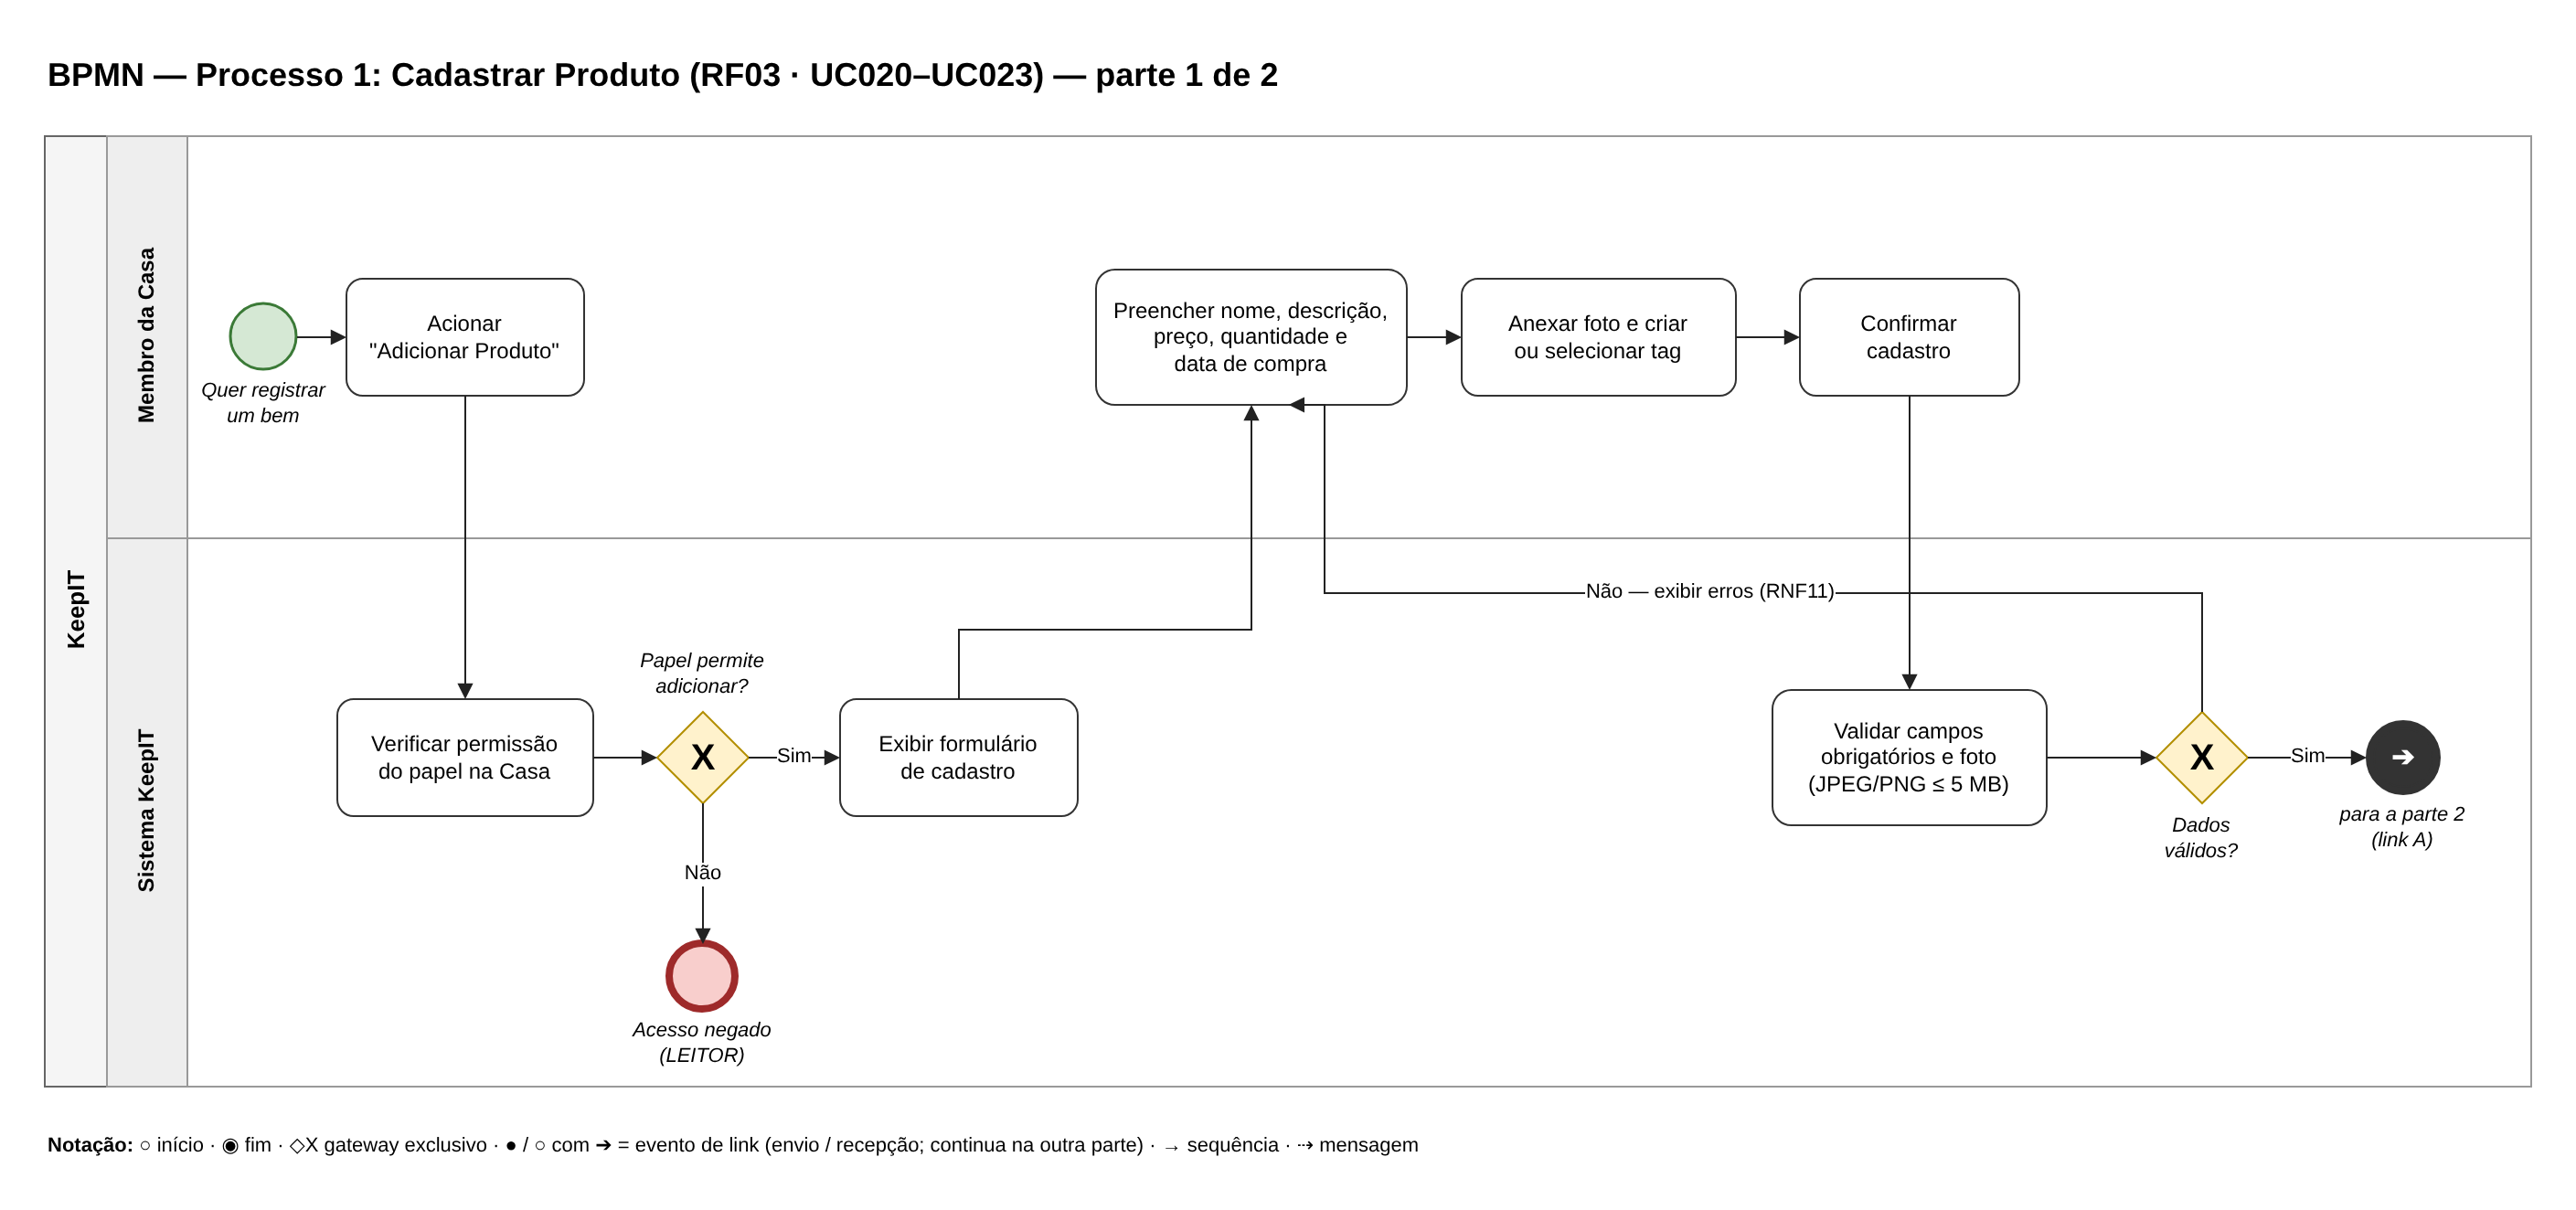 BPMN — Processo 1: Cadastrar Produto (RF03 · UC020–UC023) — parte 1 de 2
KeepIT
Membro da Casa
Quer registrar
um bem
Acionar
"Adicionar Produto"
Preencher nome, descrição,
preço, quantidade e
data de compra
Anexar foto e criar
ou selecionar tag
Confirmar
cadastro
Sistema KeepIT
Não — exibir erros (RNF11)
Verificar permissão
do papel na Casa
Papel permite
adicionar?
X
Sim
Exibir formulário
de cadastro
Não
Acesso negado
(LEITOR)
Validar campos
obrigatórios e foto
(JPEG/PNG ≤ 5 MB)
X
Dados
válidos?
Sim
➔
para a parte 2
(link A)
Notação: ○ início · ◉ fim · ◇X gateway exclusivo · ● / ○ com ➔ = evento de link (envio / recepção; continua na outra parte) · → sequência · ⇢ mensagem